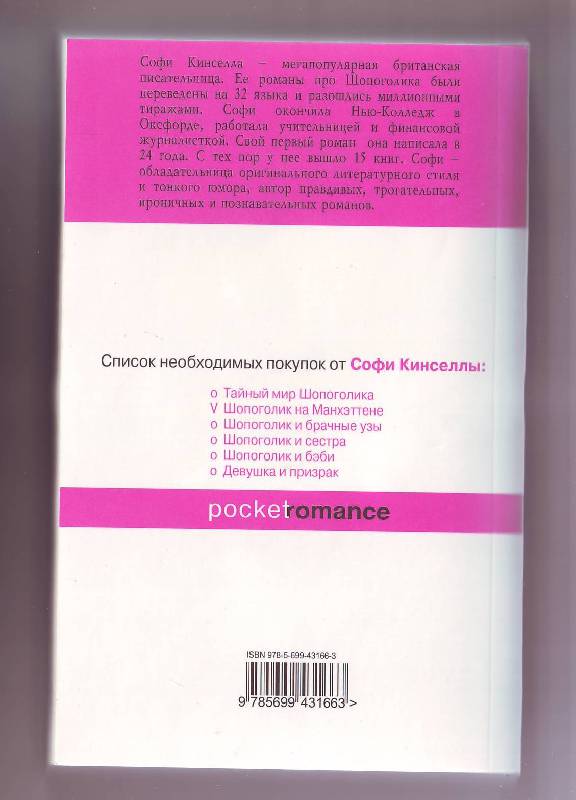 Софи Кинселла – мегапопулярная британская
писательница. Ее романы про Шопоголика были
переведены на 32 языка и разошлись миллионными
тиражами. Софи окончила Нью-Колледж в
Оксфорде, работала учительницей и финансовой
журналисткой. Свой первый роман она написала в
24 года. С тех пор у нее вышло 15 книг. Софи –
обладательница оригинального литературного стиля
и тонкого юмора, автор правдивых, трогательных,
ироничных и познавательных романов.
Список необходимых покупок от Софи Кинселлы:
o Тайный мир Шопоголика
V Шопоголик на Манхэттене
o Шопоголик и брачные узы
o Шопоголик и сестра
o Шопоголик и бэби
o Девушка и призрак
pocketromance
ISBN 978-5-699-43166-3
9 785699 431663 >